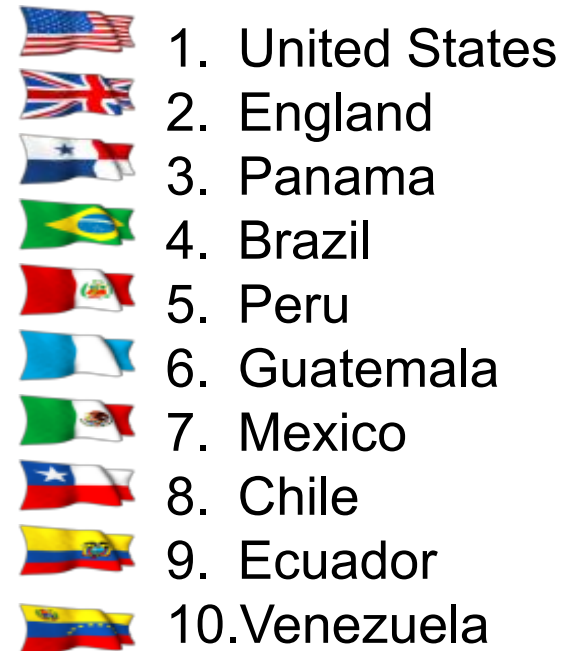 1. United States
2. England
3. Panama
4. Brazil
5. Peru
6. Guatemala
7. Mexico
8. Chile
9. Ecuador
10.Venezuela